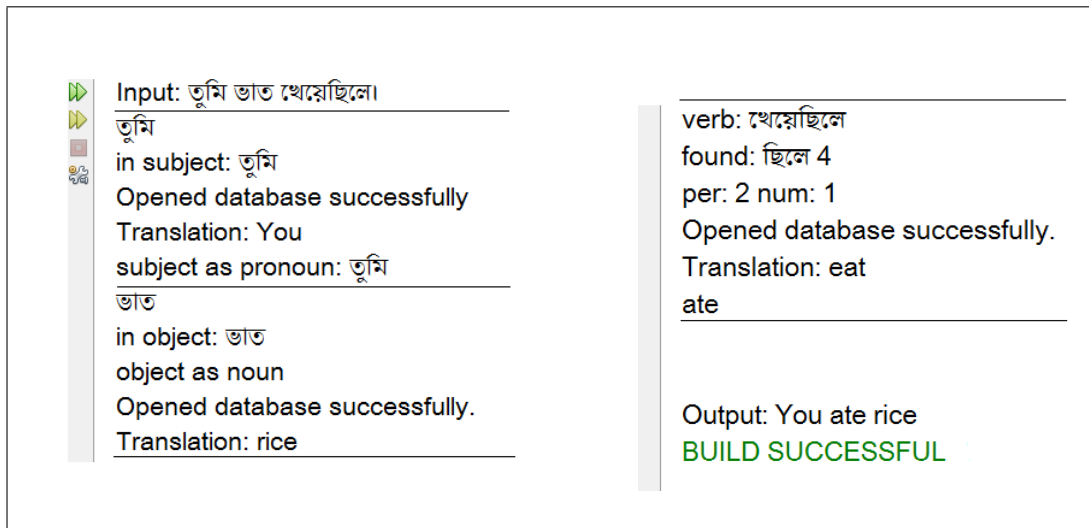 Input: তুমি ভাত খেয়েছিলে।
তুমি
in subject: তুমি
Opened database successfully
Translation: You
subject as pronoun: তুমি
ভাত
in object: ভাত
object as noun
Opened database successfully.
Translation: rice
verb: খেয়েছিলে
found: ছিলে 4
per: 2 num: 1
Opened database successfully.
Translation: eat
ate
Output: You ate rice
BUILD SUCCESSFUL